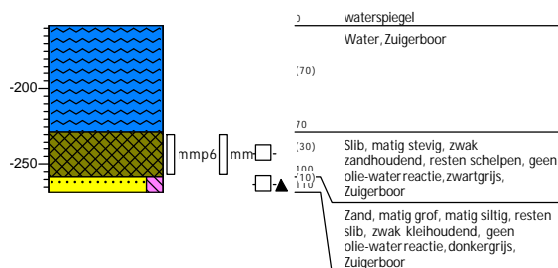 0
waterspiegel
Water, Zuigerboor
(70)
-200
70
(30)
Slib, matig stevig, zwak
zandhoudend, resten schelpen, geen
olie-water reactie, zwartgrijs,
Zuigerboor
mmp6
mm
-250
100
(10)
110
Zand, matig grof, matig siltig, resten
slib, zwak kleihoudend, geen
olie-water reactie, donkergrijs,
Zuigerboor